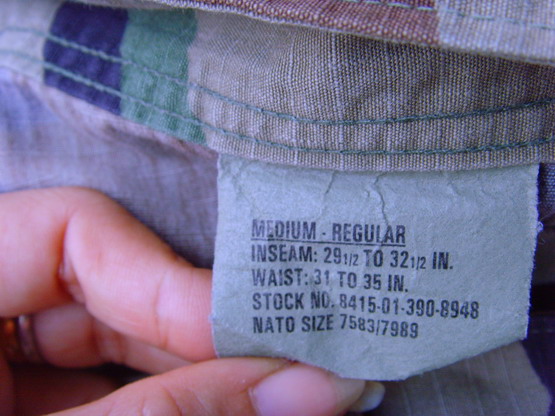 MEDIUM - REGULAR
INSEAM: 29 1/2 TO 32 1/2 IN.
WAIST: 31 TO 35 IN.
STOCK NO. 8415-01-390-8948
NATO SIZE 7583/7989